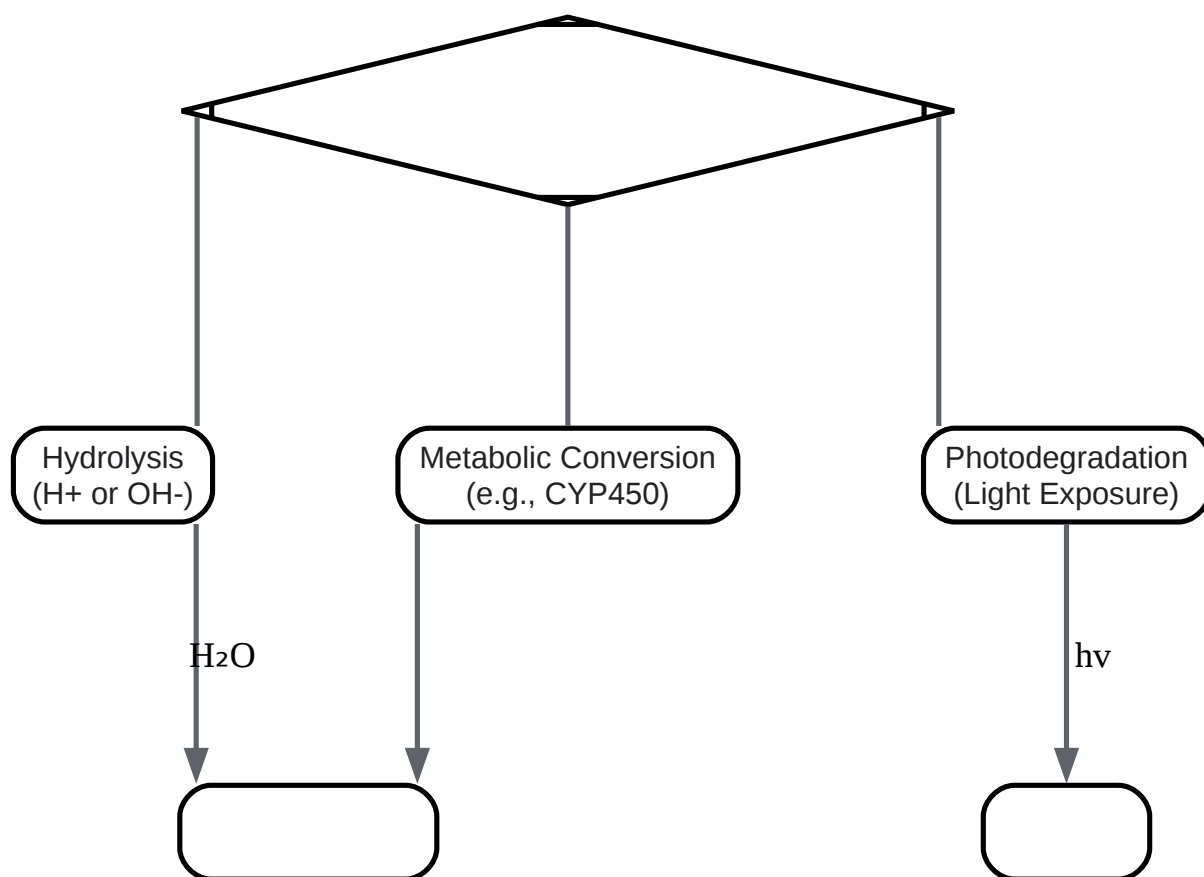 Hydrolysis
(H+ or OH-)
Metabolic Conversion
(e.g., CYP450)
Photodegradation
(Light Exposure)
H₂O
hv